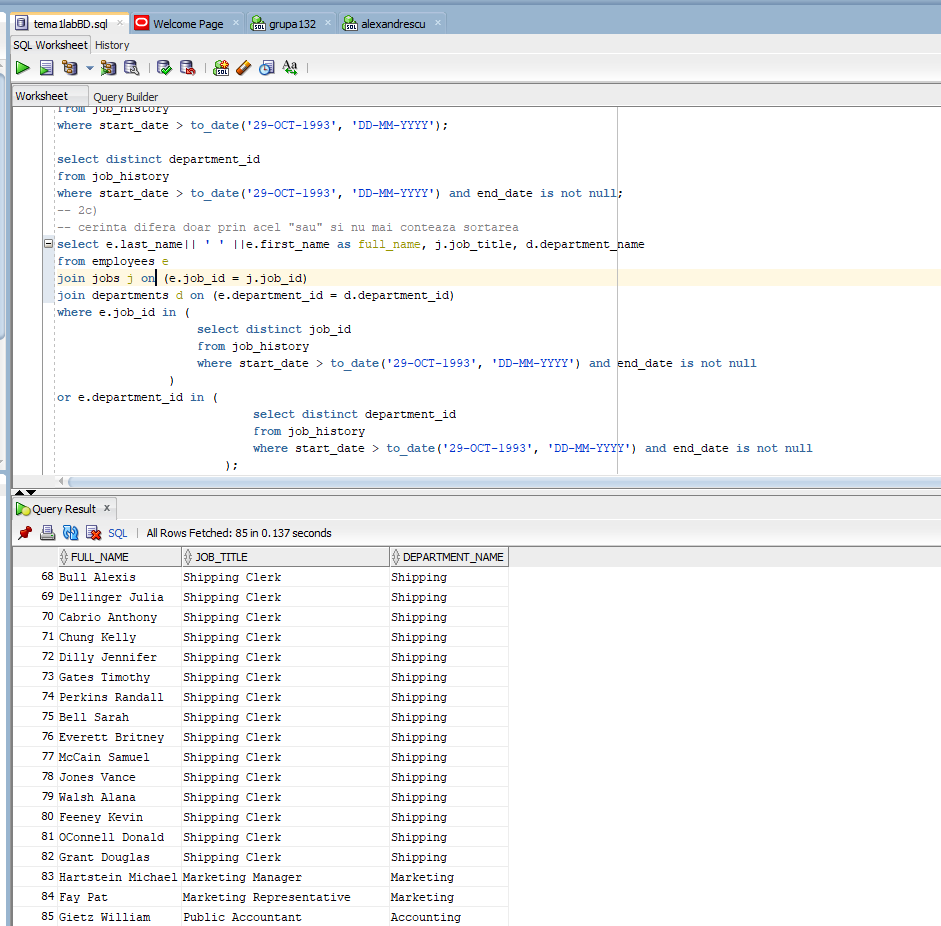 tema1labBD.sql Welcome Page grupa132 alexandrescu
SQL Worksheet History
Worksheet Query Builder
from job_history
where start_date > to_date('29-OCT-1993', 'DD-MM-YYYY');
select distinct department_id
from job_history
where start_date > to_date('29-OCT-1993', 'DD-MM-YYYY') and end_date is not null;
-- 2c)
-- cerinta difera doar prin acel "sau" si nu mai conteaza sortarea
select e.last_name|| ' ' ||e.first_name as full_name, j.job_title, d.department_name
from employees e
join jobs j on (e.job_id = j.job_id)
join departments d on (e.department_id = d.department_id)
where e.job_id in (
select distinct job_id
from job_history
where start_date > to_date('29-OCT-1993', 'DD-MM-YYYY') and end_date is not null
)
or e.department_id in (
select distinct department_id
from job_history
where start_date > to_date('29-OCT-1993', 'DD-MM-YYYY') and end_date is not null
);
Query Result x
SQL | All Rows Fetched: 85 in 0.137 seconds
FULL_NAME JOB_TITLE DEPARTMENT_NAME
68 Bull Alexis Shipping Clerk Shipping
69 Dellinger Julia Shipping Clerk Shipping
70 Cabrio Anthony Shipping Clerk Shipping
71 Chung Kelly Shipping Clerk Shipping
72 Dilly Jennifer Shipping Clerk Shipping
73 Gates Timothy Shipping Clerk Shipping
74 Perkins Randall Shipping Clerk Shipping
75 Bell Sarah Shipping Clerk Shipping
76 Everett Britney Shipping Clerk Shipping
77 McCain Samuel Shipping Clerk Shipping
78 Jones Vance Shipping Clerk Shipping
79 Walsh Alana Shipping Clerk Shipping
80 Feeney Kevin Shipping Clerk Shipping
81 OConnell Donald Shipping Clerk Shipping
82 Grant Douglas Shipping Clerk Shipping
83 Hartstein Michael Marketing Manager Marketing
84 Fay Pat Marketing Representative Marketing
85 Gietz William Public Accountant Accounting